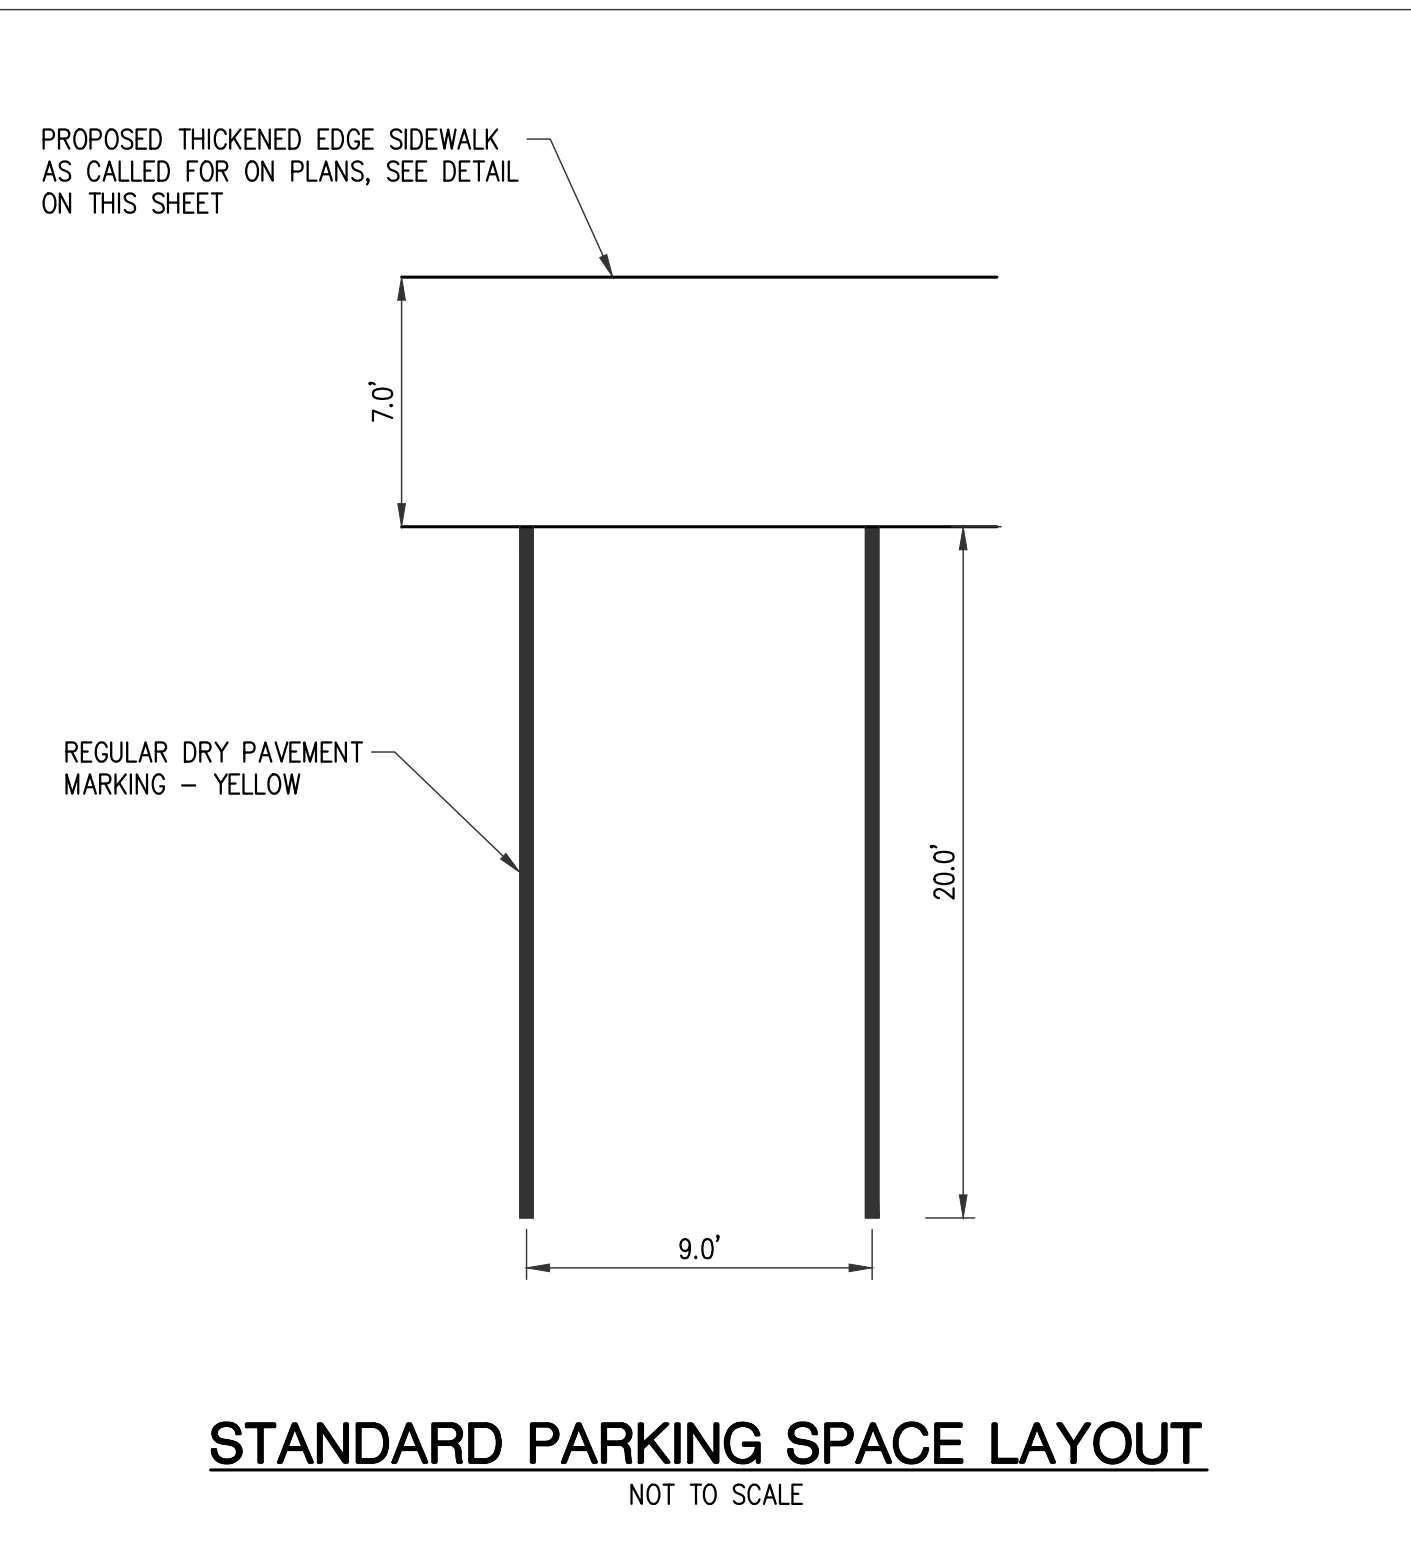 PROPOSED THICKENED EDGE SIDEWALK
AS CALLED FOR ON PLANS, SEE DETAIL
ON THIS SHEET
7.0'
REGULAR DRY PAVEMENT
MARKING – YELLOW
20.0'
9.0'
STANDARD PARKING SPACE LAYOUT
NOT TO SCALE